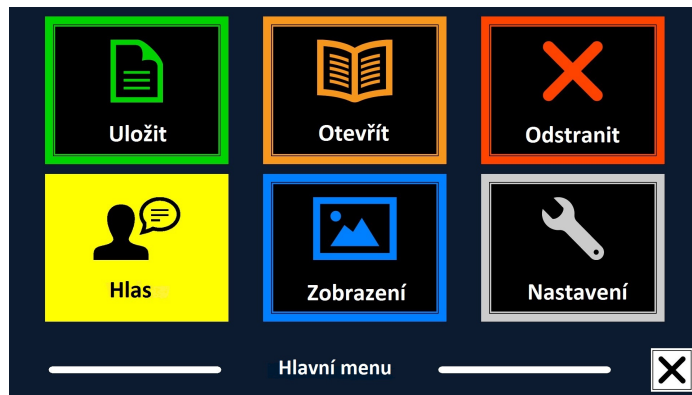 Uložit
Otevřít
Odstranit
Hlas
Zobrazení
Nastavení
Hlavní menu